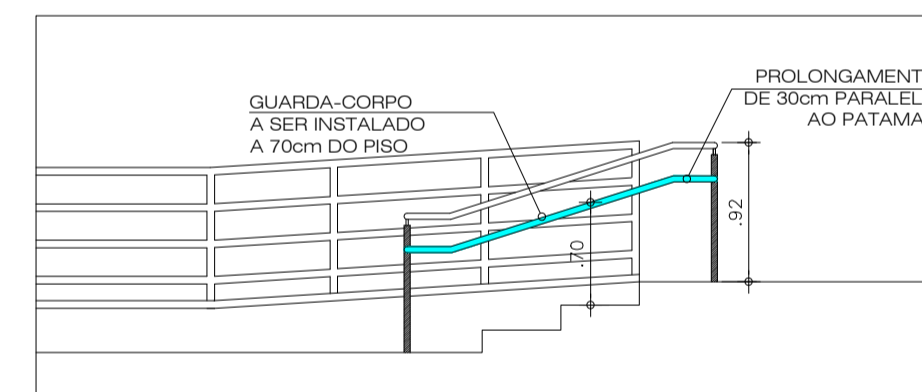 GUARDA-CORPO
A SER INSTALADO
A 70cm DO PISO
PROLONGAMENT
DE 30cm PARALEL
AO PATAMA
.70
.92